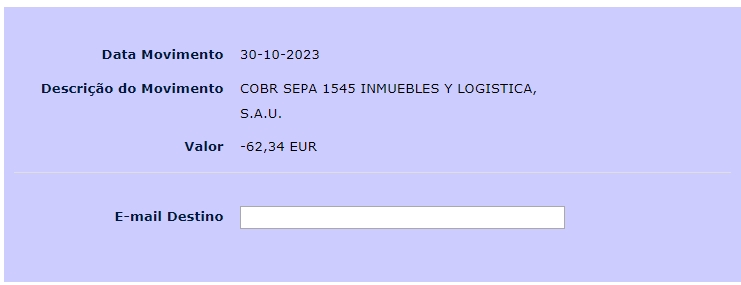 Data Movimento 30-10-2023
Descrição do Movimento COBR SEPA 1545 INMUEBLES Y LOGISTICA,
S.A.U.
Valor -62,34 EUR
E-mail Destino